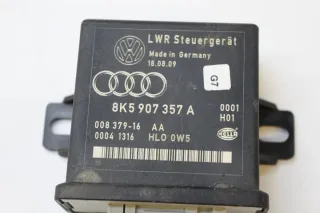 LWR Steuergerät
Made in Germany
18.08.09
G7
8K5 907 357 A
0001
H01
008 379-16 AA
0004 1316 HLO 0W5
HELLA